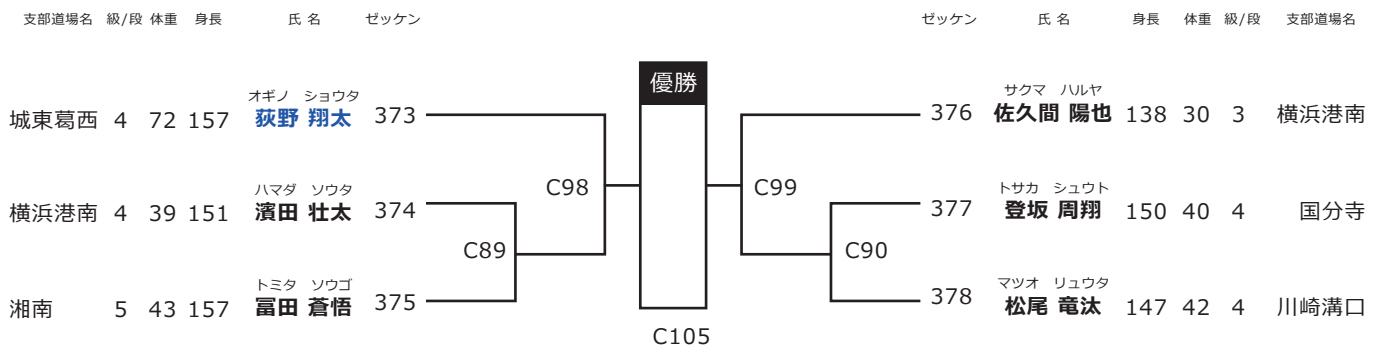 支部道場名 級/段 体重 身長 氏 名 ゼッケン ゼッケン 氏 名 身長 体重 級/段 支部道場名
優勝
オギノ ショウタ サクマ ハルヤ
城東葛西 4 72 157 荻野 翔太 373 376 佐久間 陽也 138 30 3 横浜港南
C98 C99
ハマダ ソウタ トサカ シュウト
横浜港南 4 39 151 濱田 壮太 374 377 登坂 周翔 150 40 4 国分寺
C89 C90
トミタ ソウゴ マツオ リュウタ
湘南 5 43 157 冨田 蒼悟 375 378 松尾 竜汰 147 42 4 川崎溝口
C105